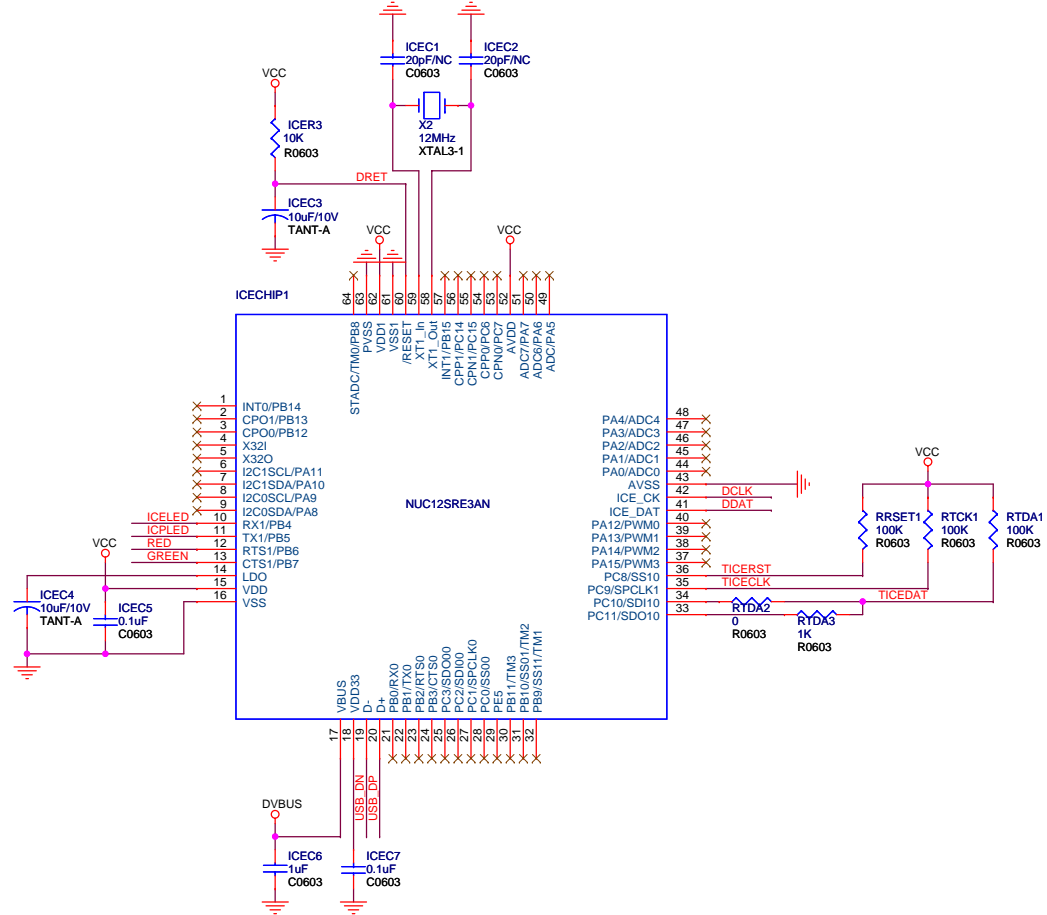 ICEC1
20pF/NC
C0603
ICEC2
20pF/NC
C0603
VCC
X2
12MHz
XTAL3-1
ICER3
10K
R0603
DRET
ICEC3
10uF/10V
TANT-A
VCC
VCC
ICECHIP1
64
63
62
61
60
59
58
57
56
55
54
53
52
51
50
49
STADC/TM0/PB8
PVSS
VDD1
VSS1
/RESET
XT1_In
XT1_Out
INT1/PB15
CPP1/PC14
CPN1/PC15
CPP0/PC6
CPN0/PC7
AVDD
ADC7/PA7
ADC6/PA6
ADC/PA5
1 INT0/PB14
2 CPO1/PB13
3 CPO0/PB12
4 X32I
5 X32O
6 I2C1SCL/PA11
7 I2C1SDA/PA10
8 I2C0SCL/PA9
9 I2C0SDA/PA8
ICELED 10 RX1/PB4
ICPLED 11 TX1/PB5
RED 12 RTS1/PB6
GREEN 13 CTS1/PB7
14 LDO
15 VDD
16 VSS
VCC
ICEC4
10uF/10V
TANT-A
ICEC5
0.1uF
C0603
NUC12SRE3AN
PA4/ADC4 48
PA3/ADC3 47
PA2/ADC2 46
PA1/ADC1 45
PA0/ADC0 44
AVSS 43
ICE_CK 42 DCLK
ICE_DAT 41 DDAT
PA12/PWM0 40
PA13/PWM1 39
PA14/PWM2 38
PA15/PWM3 37
PC8/SS10 36 TICERST
PC9/SPCLK1 35 TICECLK
PC10/SDI10 34 TICEDAT
PC11/SDO10 33
VCC
RRSET1
100K
R0603
RTCK1
100K
R0603
RTDA1
100K
R0603
RTDA2
0
R0603
RTDA3
1K
R0603
VBUS
VDD33
D-
D+
PB0/RX0
PB1/TX0
PB2/RTS0
PB3/CTS0
PC3/SDO00
PC2/SDI00
PC1/SPCLK0
PC0/SS00
PE5
PB11/TM3
PB10/SS01/TM2
PB9/SS11/TM1
17
18
19
20
21
22
23
24
25
26
27
28
29
30
31
32
USB_DN
USB_DP
DVBUS
ICEC6
1uF
C0603
ICEC7
0.1uF
C0603